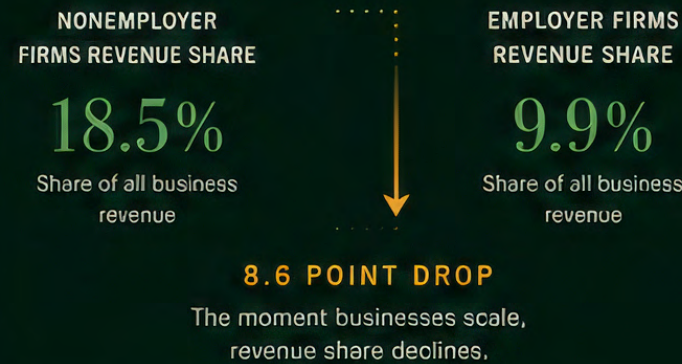 NONEMPLOYER
FIRMS REVENUE SHARE
18.5%
Share of all business
revenue
EMPLOYER FIRMS
REVENUE SHARE
9.9%
Share of all business
revenue
8.6 POINT DROP
The moment businesses scale,
revenue share declines.